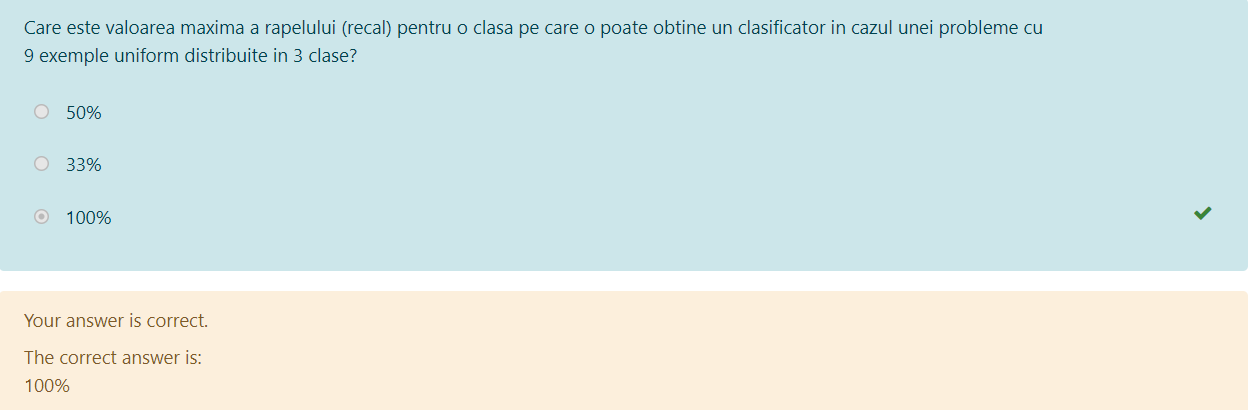 Care este valoarea maxima a rapelului (recal) pentru o clasa pe care o poate obtine un clasificator in cazul unei probleme cu
9 exemple uniform distribuite in 3 clase?
50%
33%
100%
Your answer is correct.
The correct answer is:
100%